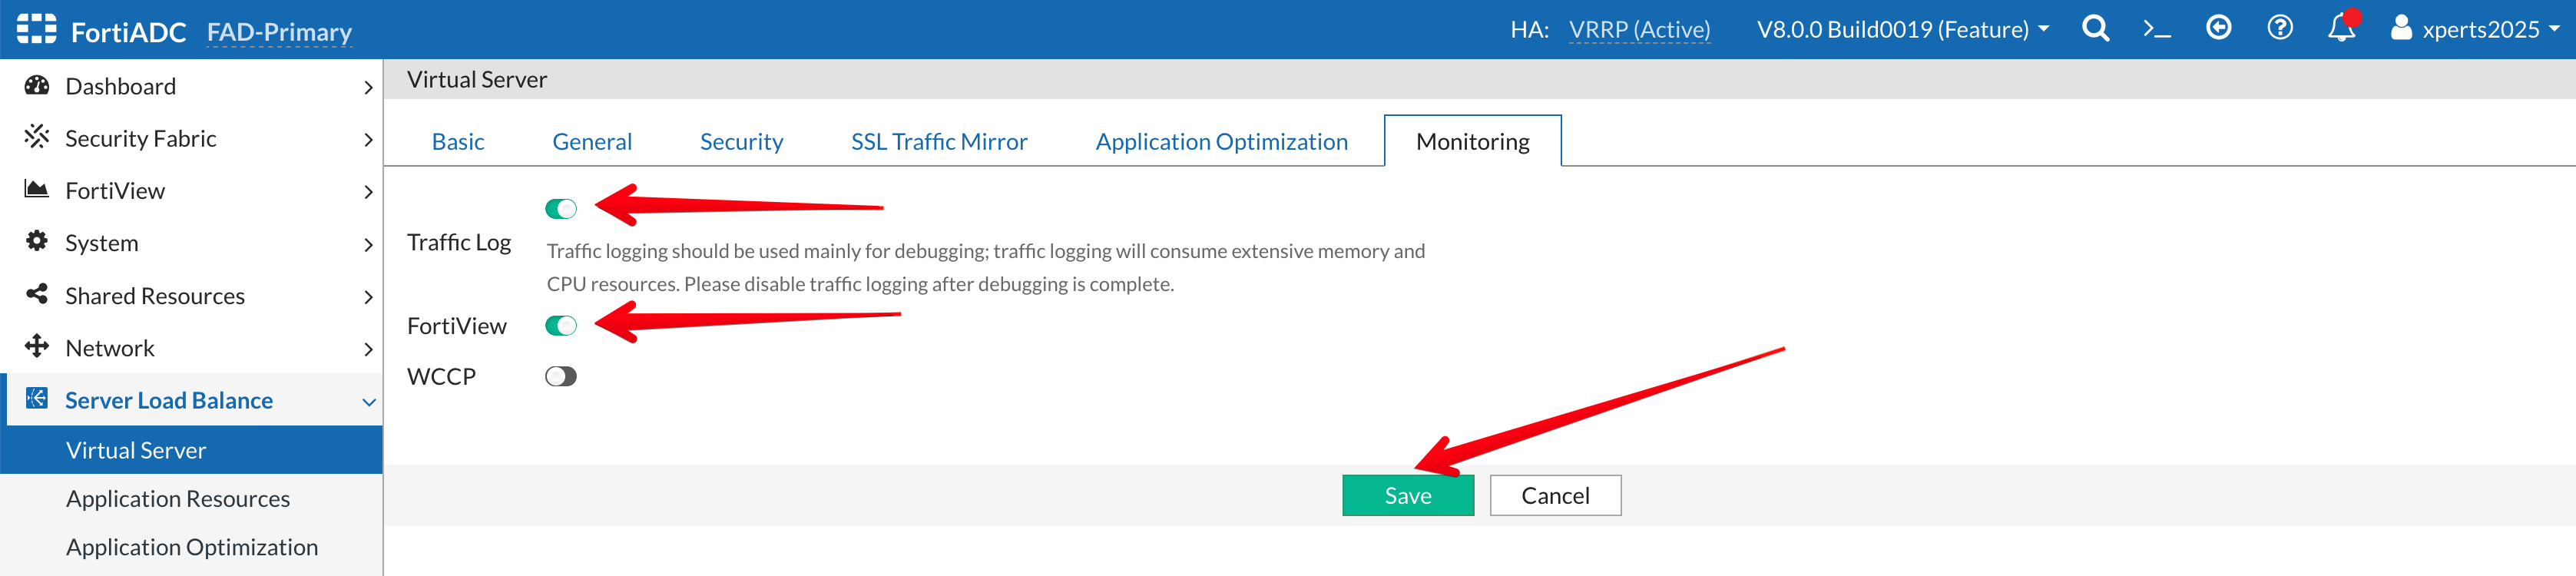 FortiADC FAD-Primary HA: VRRP (Active) V8.0.0 Build0019 (Feature) xperts2025
Dashboard
Security Fabric
FortiView
System
Shared Resources
Network
Server Load Balance
Virtual Server
Application Resources
Application Optimization
Virtual Server
Basic General Security SSL Traffic Mirror Application Optimization Monitoring
Traffic Log
Traffic logging should be used mainly for debugging; traffic logging will consume extensive memory and
CPU resources. Please disable traffic logging after debugging is complete.
FortiView
WCCP
Save Cancel